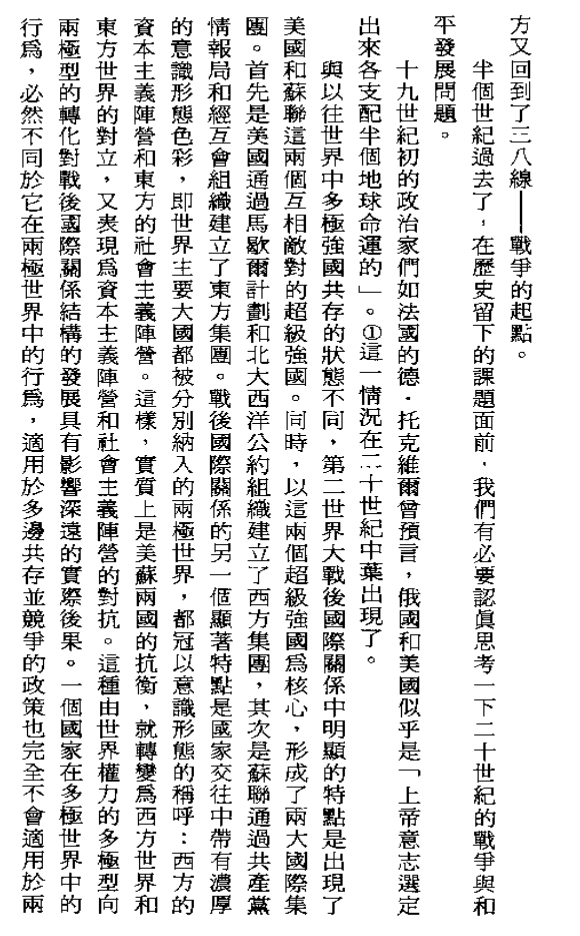 方又回到了三八線——戰爭的起點。
半個世紀過去了，在歷史留下的課題面前，我們有必要認眞思考一下二十世紀的戰爭與和
平發展問題。
十九世紀初的政治家們如法國的德·托克維爾曾預言，俄國和美國似乎是「上帝意志選定
出來各支配半個地球命運的」。①這一情況在二十世紀中葉出現了。
與以往世界中多極強國共存的狀態不同，第二世界大戰後國際關係中明顯的特點是出現了
美國和蘇聯這兩個互相敵對的超級強國。同時，以這兩個超級強國爲核心，形成了兩大國際集
團。首先是美國通過馬歇爾計劃和北大西洋公約組織建立了西方集團，其次是蘇聯通過共產黨
情報局和經互會組織建立了東方集團。戰後國際關係的另一個顯著特點是國家交往中帶有濃厚
的意識形態色彩，即世界主要大國都被分別納入的兩極世界，都冠以意識形態的稱呼：西方的
資本主義陣營和東方的社會主義陣營。這樣，實質上是美蘇兩國的抗衡，就轉變爲西方世界和
東方世界的對立，又表現爲資本主義陣營和社會主義陣營的對抗。這種由世界權力的多極型向
兩極型的轉化對戰後國際關係結構的發展具有影響深遠的實際後果。一個國家在多極世界中的
行爲，必然不同於它在兩極世界中的行爲，適用於多邊共存並競爭的政策也完全不會適用於兩